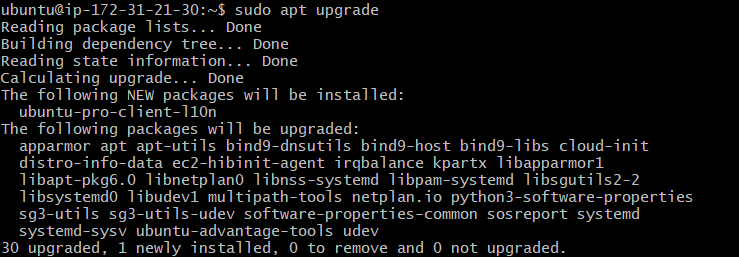 ubuntu@ip-172-31-21-30:~$ sudo apt upgrade
Reading package lists... Done
Building dependency tree... Done
Reading state information... Done
Calculating upgrade... Done
The following NEW packages will be installed:
  ubuntu-pro-client-l10n
The following packages will be upgraded:
  apparmor apt apt-utils bind9-dnsutils bind9-host bind9-libs cloud-init
  distro-info-data ec2-hibinit-agent irqbalance kpartx libapparmor1
  libapt-pkg6.0 libnetplan0 libnss-systemd libpam-systemd libsgutils2-2
  libsystemd0 libudev1 multipath-tools netplan.io python3-software-properties
  sg3-utils sg3-utils-udev software-properties-common sosreport systemd
  systemd-sysv ubuntu-advantage-tools udev
30 upgraded, 1 newly installed, 0 to remove and 0 not upgraded.